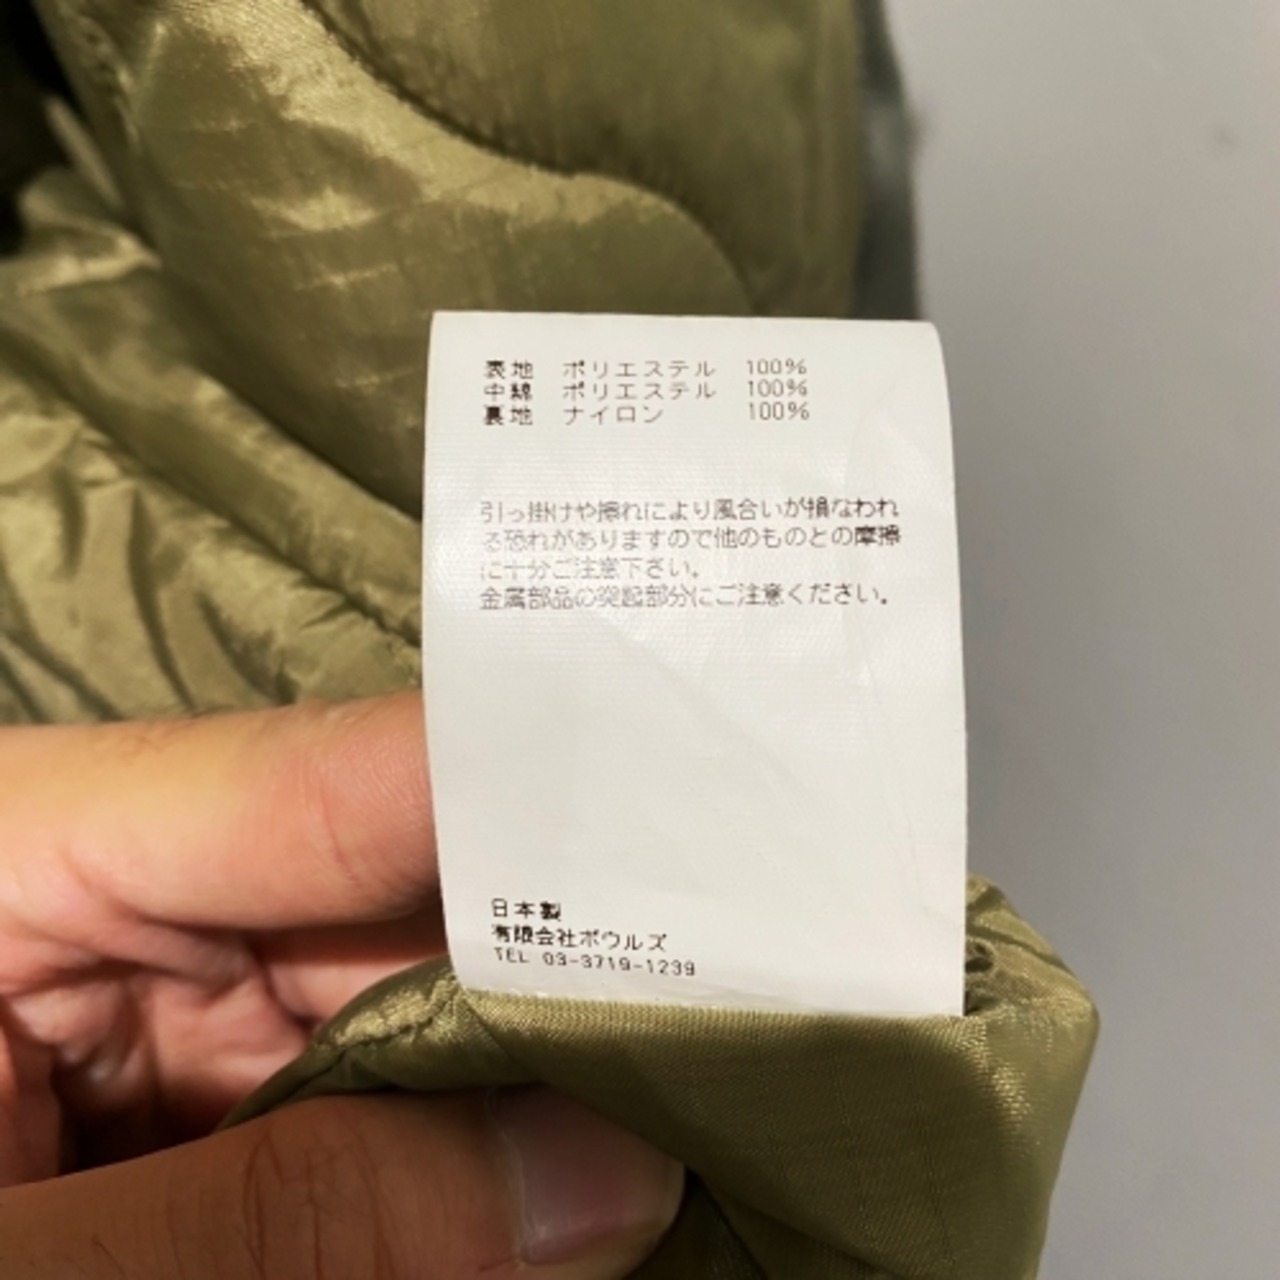 表地 ポリエステル 100%
中綿 ポリエステル 100%
裏地 ナイロン 100%
引っ掛けや擦れにより風合いが損なわれ
る恐れがありますので他のものとの摩擦
に十分ご注意下さい。
金属部品の突起部分にご注意ください。
日本製
有限会社ボウルズ
TEL 03-3719-1239